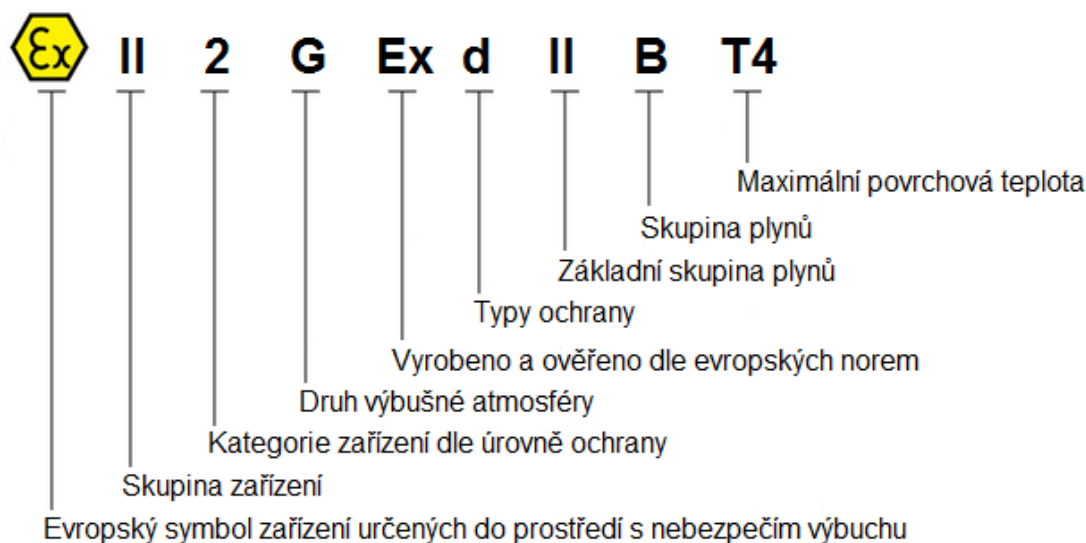 Ex II 2 G Ex d II B T4
Maximální povrchová teplota
Skupina plynů
Základní skupina plynů
Typy ochrany
Vyrobeno a ověřeno dle evropských norem
Druh výbušné atmosféry
Kategorie zařízení dle úrovně ochrany
Skupina zařízení
Evropský symbol zařízení určených do prostředí s nebezpečím výbuchu